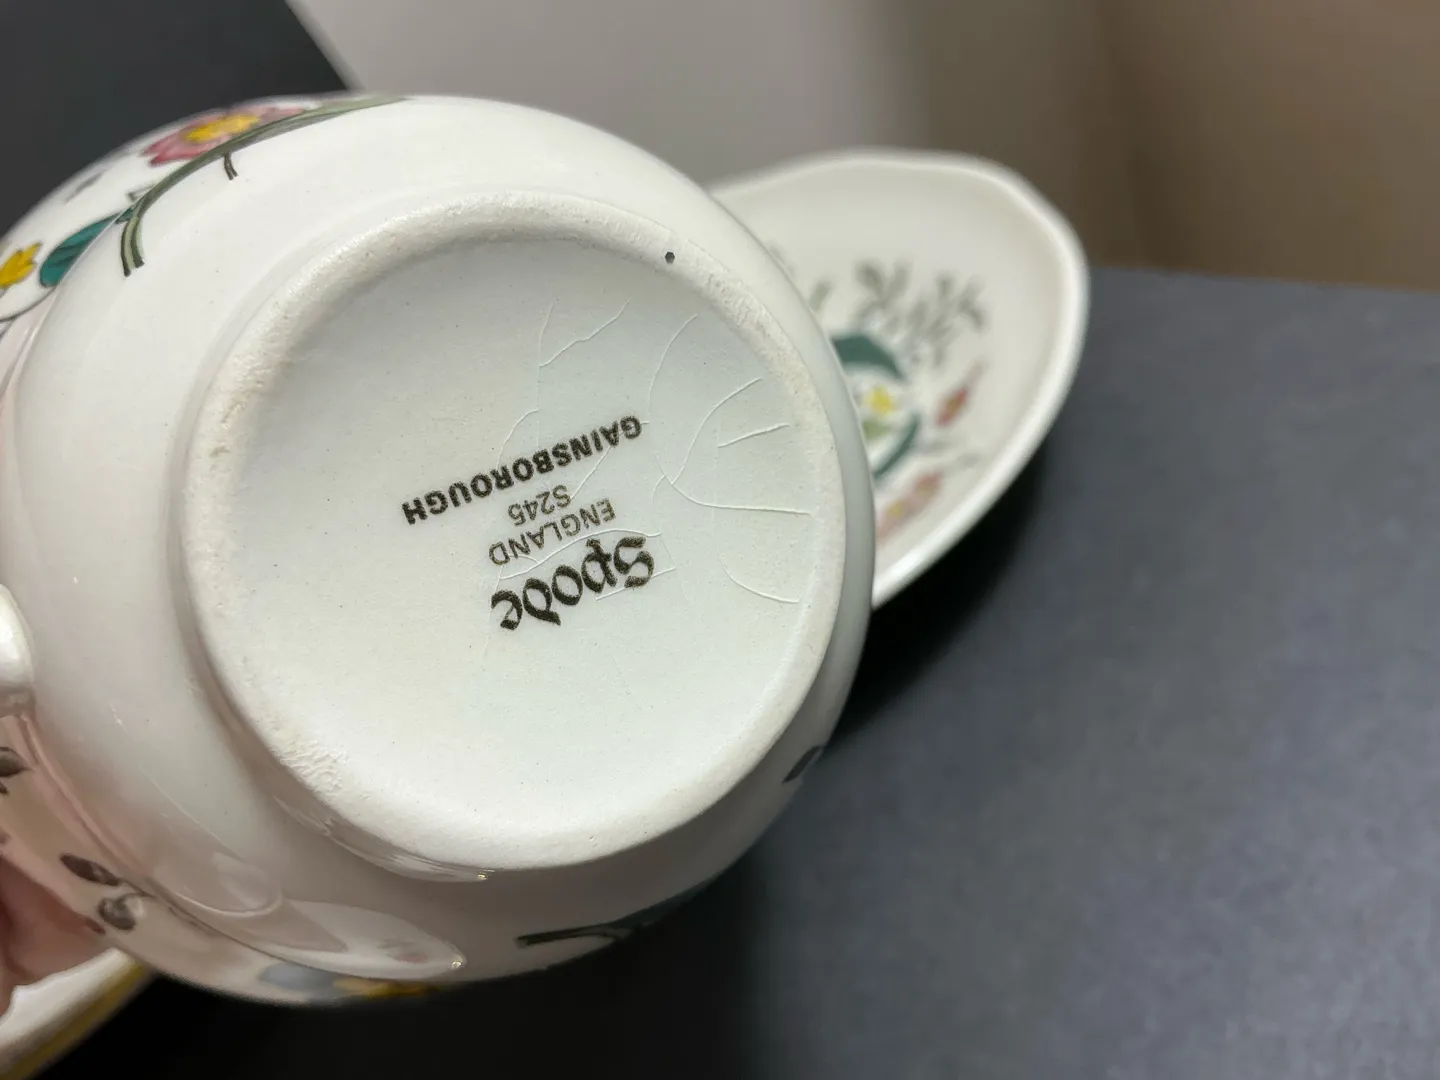 Spode
ENGLAND
S245
GAINSBOROUGH